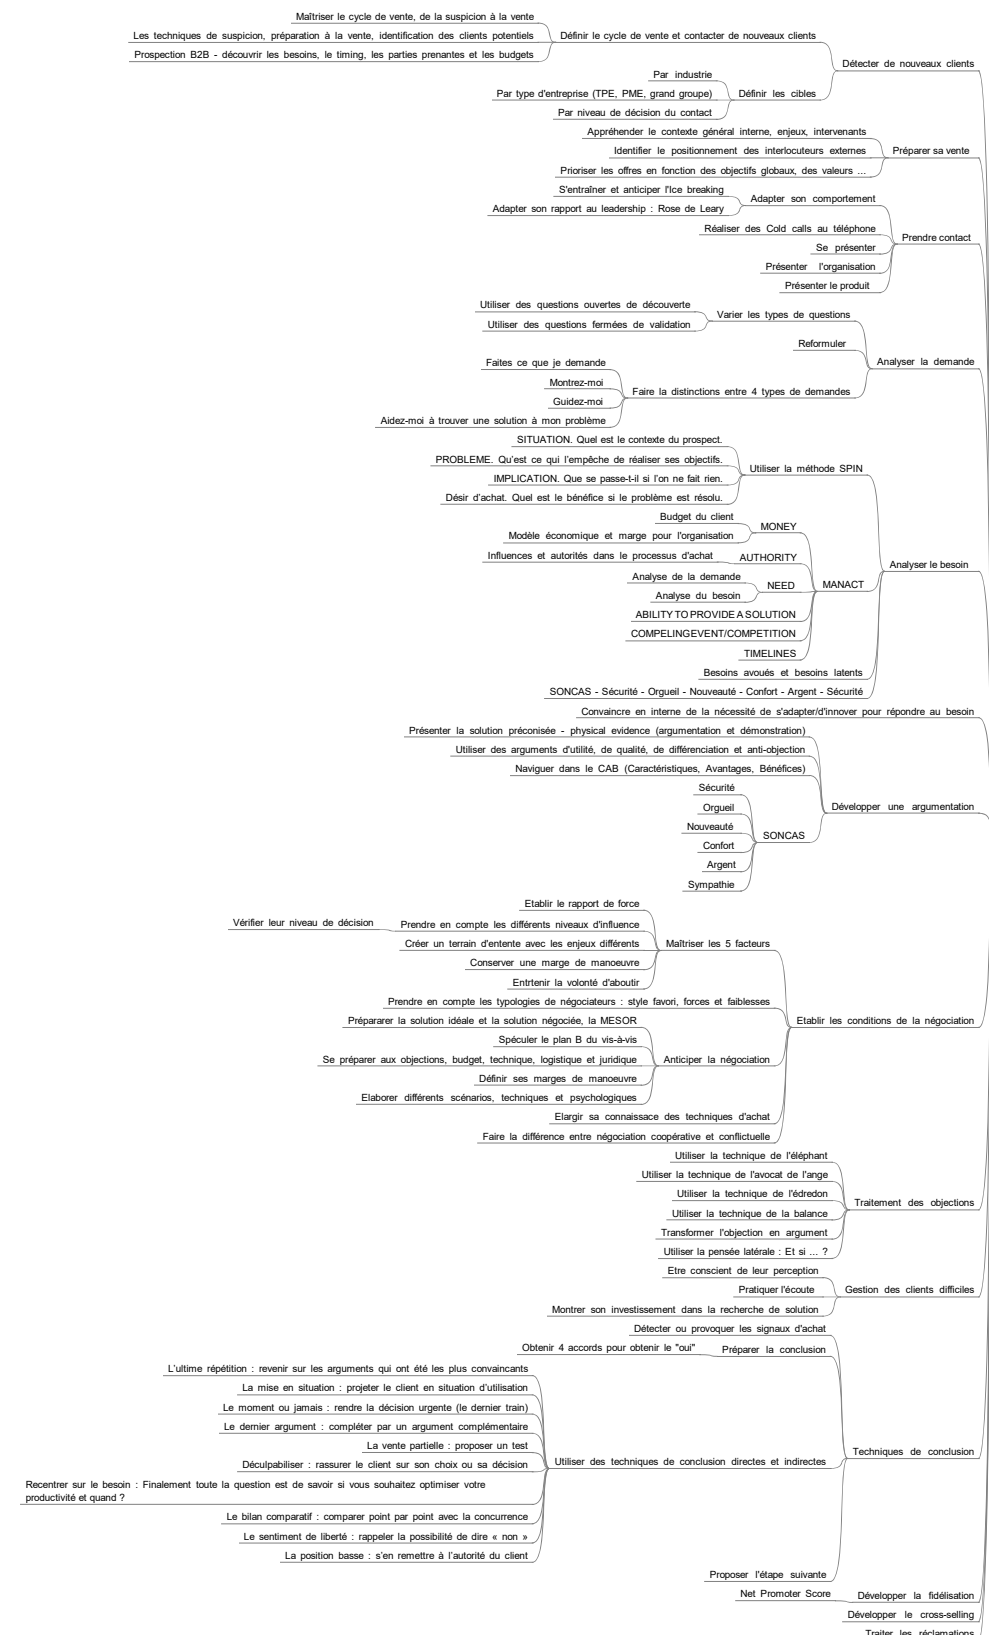 Maîtriser le cycle de vente, de la suspicion à la vente
Les techniques de suspicion, préparation à la vente, identification des clients potentiels
Définir le cycle de vente et contacter de nouveaux clients
Prospection B2B - découvrir les besoins, le timing, les parties prenantes et les budgets
Détecter de nouveaux clients
Par industrie
Par type d'entreprise (TPE, PME, grand groupe)
Définir les cibles
Par niveau de décision du contact
Appréhender le contexte général interne, enjeux, intervenants
Identifier le positionnement des interlocuteurs externes
Préparer sa vente
Prioriser les offres en fonction des objectifs globaux, des valeurs ...
S'entraîner et anticiper l'Ice breaking
Adapter son comportement
Adapter son rapport au leadership : Rose de Leary
Réaliser des Cold calls au téléphone
Prendre contact
Se présenter
Présenter l'organisation
Présenter le produit
Utiliser des questions ouvertes de découverte
Varier les types de questions
Utiliser des questions fermées de validation
Reformuler
Analyser la demande
Faites ce que je demande
Montrez-moi
Faire la distinctions entre 4 types de demandes
Guidez-moi
Aidez-moi à trouver une solution à mon problème
SITUATION. Quel est le contexte du prospect.
PROBLEME. Qu'est ce qui l'empêche de réaliser ses objectifs.
Utiliser la méthode SPIN
IMPLICATION. Que se passe-t-il si l'on ne fait rien.
Désir d'achat. Quel est le bénéfice si le problème est résolu.
Budget du client
MONEY
Modèle économique et marge pour l'organisation
Influences et autorités dans le processus d'achat
AUTHORITY
Analyser le besoin
Analyse de la demande
NEED
MANACT
Analyse du besoin
ABILITY TO PROVIDE A SOLUTION
COMPELINGEVENT/COMPETITION
TIMELINES
Besoins avoués et besoins latents
SONCAS - Sécurité - Orgueil - Nouveauté - Confort - Argent - Sécurité
Convaincre en interne de la nécessité de s'adapter/d'innover pour répondre au besoin
Présenter la solution préconisée - physical evidence (argumentation et démonstration)
Utiliser des arguments d'utilité, de qualité, de différenciation et anti-objection
Naviguer dans le CAB (Caractéristiques, Avantages, Bénéfices)
Sécurité
Développer une argumentation
Orgueil
Nouveauté
SONCAS
Confort
Argent
Sympathie
Etablir le rapport de force
Vérifier leur niveau de décision
Prendre en compte les différents niveaux d'influence
Créer un terrain d'entente avec les enjeux différents
Maîtriser les 5 facteurs
Conserver une marge de manoeuvre
Entrtenir la volonté d'aboutir
Prendre en compte les typologies de négociateurs : style favori, forces et faiblesses
Prépararer la solution idéale et la solution négociée, la MESOR
Etablir les conditions de la négociation
Spéculer le plan B du vis-à-vis
Se préparer aux objections, budget, technique, logistique et juridique
Anticiper la négociation
Définir ses marges de manoeuvre
Elaborer différents scénarios, techniques et psychologiques
Elargir sa connaissace des techniques d'achat
Faire la différence entre négociation coopérative et conflictuelle
Utiliser la technique de l'éléphant
Utiliser la technique de l'avocat de l'ange
Utiliser la technique de l'édredon
Traitement des objections
Utiliser la technique de la balance
Transformer l'objection en argument
Utiliser la pensée latérale : Et si ... ?
Etre conscient de leur perception
Pratiquer l'écoute
Gestion des clients difficiles
Montrer son investissement dans la recherche de solution
Détecter ou provoquer les signaux d'achat
Obtenir 4 accords pour obtenir le "oui"
Préparer la conclusion
L'ultime répétition : revenir sur les arguments qui ont été les plus convaincants
La mise en situation : projeter le client en situation d'utilisation
Le moment ou jamais : rendre la décision urgente (le dernier train)
Le dernier argument : compléter par un argument complémentaire
La vente partielle : proposer un test
Techniques de conclusion
Déculpabiliser : rassurer le client sur son choix ou sa décision
Utiliser des techniques de conclusion directes et indirectes
Recentrer sur le besoin : Finalement toute la question est de savoir si vous souhaitez optimiser votre
productivité et quand ?
Le bilan comparatif : comparer point par point avec la concurrence
Le sentiment de liberté : rappeler la possibilité de dire « non »
La position basse : s'en remettre à l'autorité du client
Proposer l'étape suivante
Net Promoter Score
Développer la fidélisation
Développer le cross-selling
Traiter les réclamations